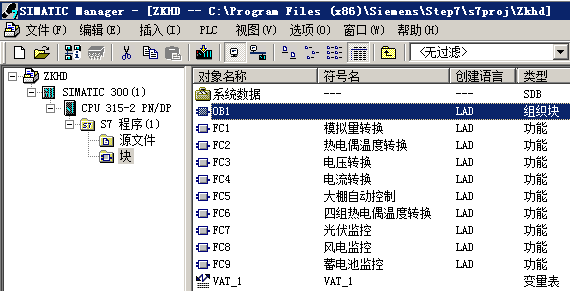 SIMATIC Manager - [ZKHD -- C:\Program Files (x86)\Siemens\Step7\s7proj\Zkhd]
文件(F) 编辑(E) 插入(I) PLC 视图(V) 选项(O) 窗口(W) 帮助(H)
<无过滤>
ZKHD
SIMATIC 300(1)
CPU 315-2 PN/DP
S7 程序(1)
源文件
块
对象名称 符号名 创建语言 类型
系统数据 --- --- SDB
OB1 LAD 组织块
FC1 模拟里转换 LAD 功能
FC2 热电偶温度转换 LAD 功能
FC3 电压转换 LAD 功能
FC4 电流转换 LAD 功能
FC5 大棚自动控制 LAD 功能
FC6 四组热电偶温度转换 LAD 功能
FC7 光伏监控 LAD 功能
FC8 风电监控 LAD 功能
FC9 蓄电池监控 LAD 功能
VAT_1 VAT_1 变量表